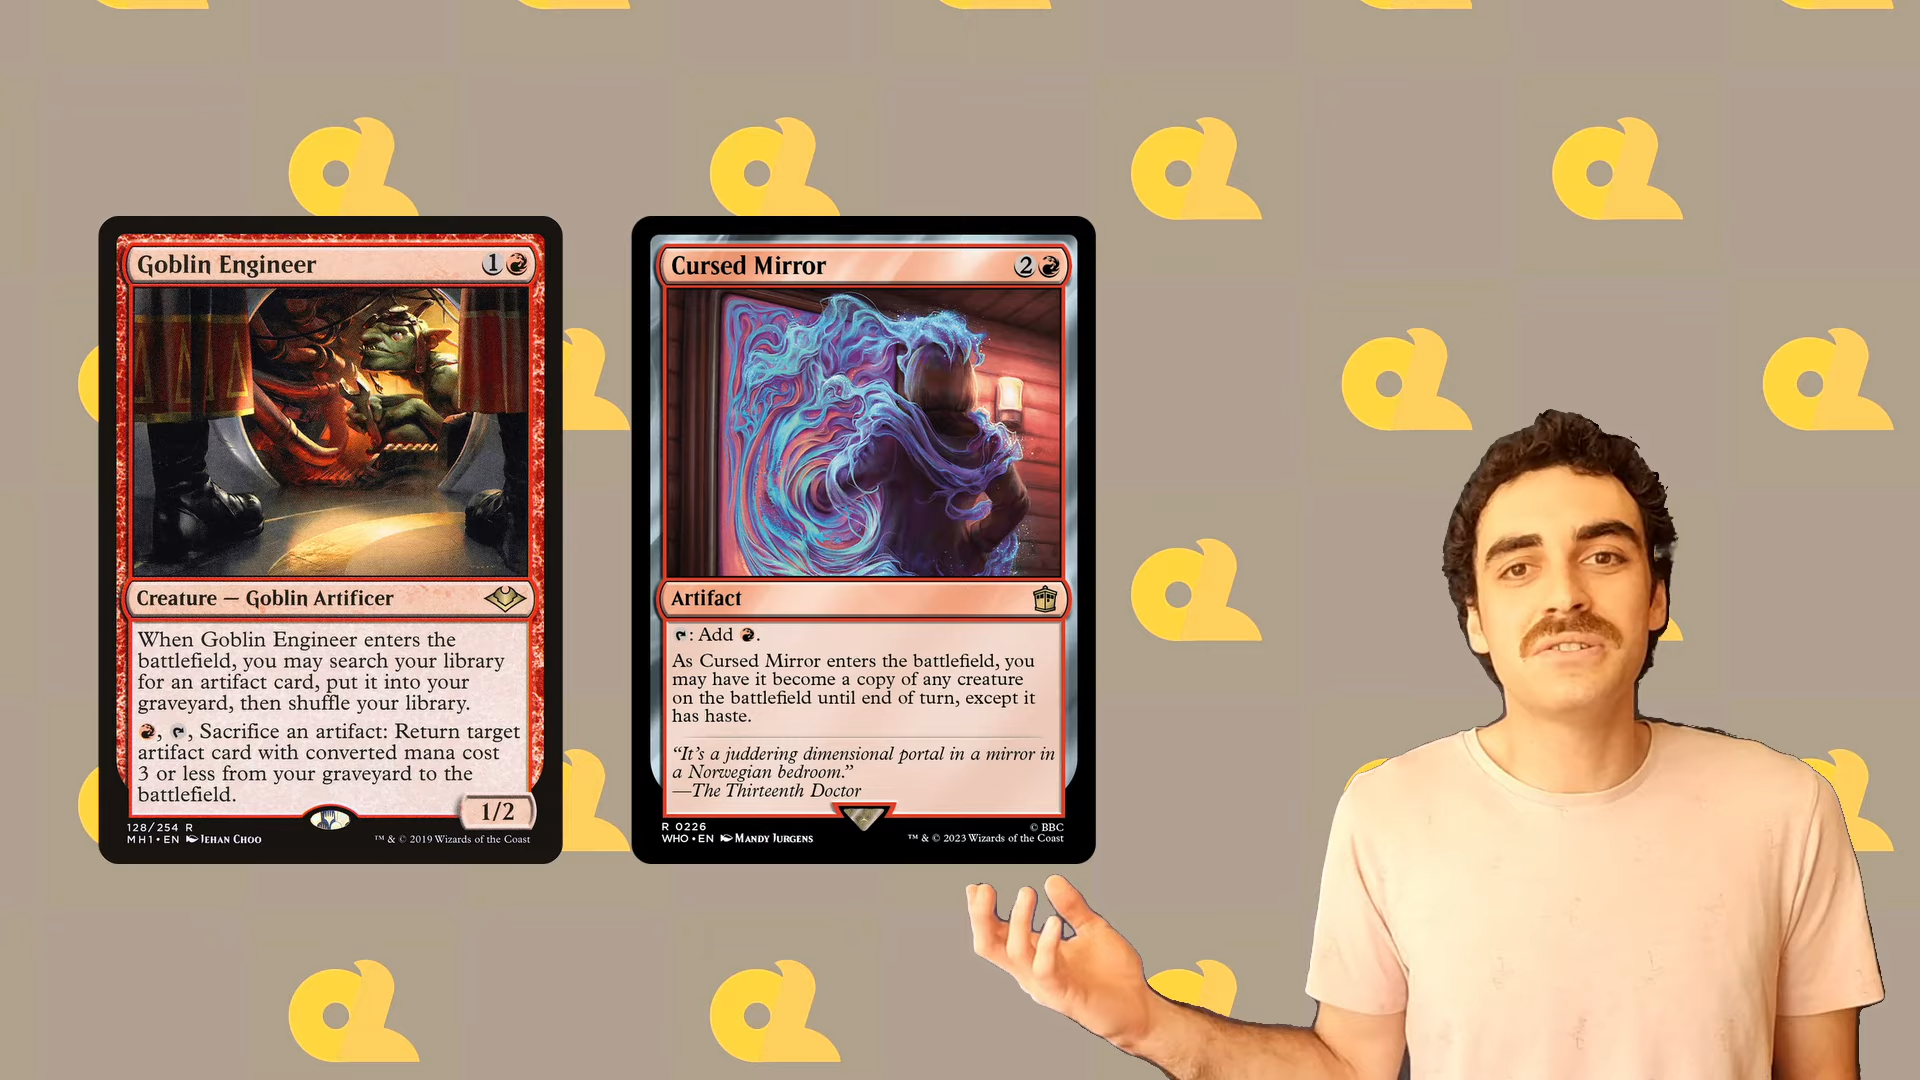 Goblin Engineer 1
Creature — Goblin Artificer
When Goblin Engineer enters the
battlefield, you may search your library
for an artifact card, put it into your
graveyard, then shuffle your library.
, , Sacrifice an artifact: Return target
artifact card with converted mana cost
3 or less from your graveyard to the
battlefield.
1/2
128/254 R
MH1 • EN Jehan Choo
™ & © 2019 Wizards of the Coast
Cursed Mirror 2
Artifact
: Add .
As Cursed Mirror enters the battlefield, you
may have it become a copy of any creature
on the battlefield until end of turn, except it
has haste.
“It’s a juddering dimensional portal in a mirror in
a Norwegian bedroom.”
—The Thirteenth Doctor
R 0226
WHO • EN Mandy Jurgens
© BBC
™ & © 2023 Wizards of the Coast